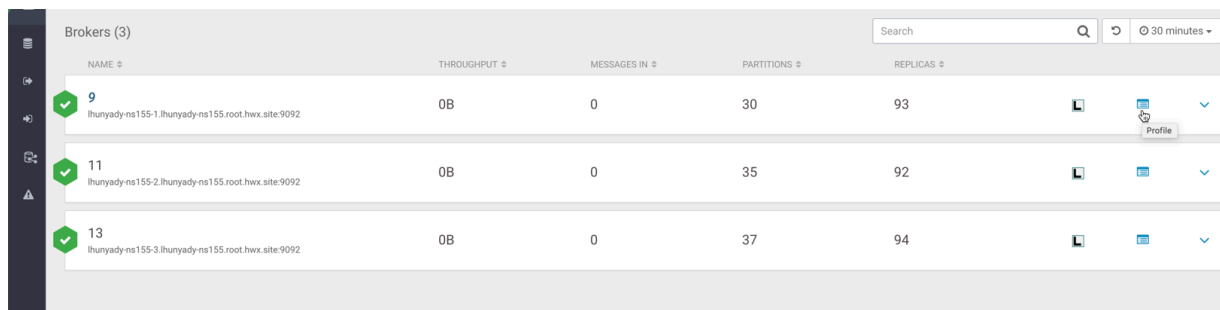 Brokers (3)
Search
30 minutes
NAME THROUGHPUT MESSAGES IN PARTITIONS REPLICAS
9
lhunyady-ns155-1.lhunyady-ns155.root.hwx.site:9092
0B 0 30 93
L
Profile
11
lhunyady-ns155-2.lhunyady-ns155.root.hwx.site:9092
0B 0 35 92
L
13
lhunyady-ns155-3.lhunyady-ns155.root.hwx.site:9092
0B 0 37 94
L